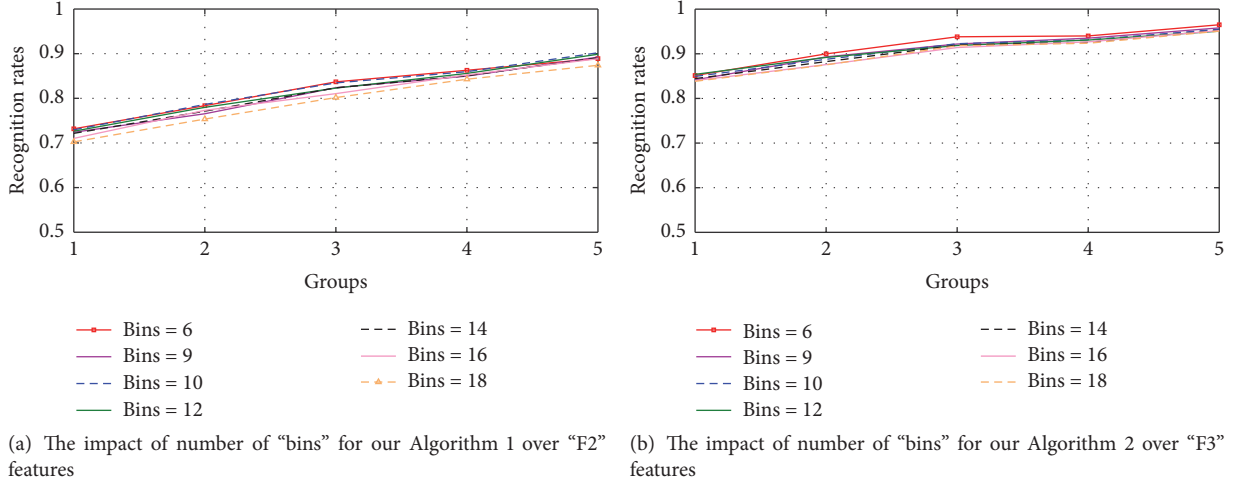 1
0.9
0.8
0.7
0.6
0.5
Recognition rates
1 2 3 4 5
Groups
Bins = 6
Bins = 9
Bins = 10
Bins = 12
Bins = 14
Bins = 16
Bins = 18
(a) The impact of number of “bins” for our Algorithm 1 over “F2”
features
1
0.9
0.8
0.7
0.6
0.5
Recognition rates
1 2 3 4 5
Groups
Bins = 6
Bins = 9
Bins = 10
Bins = 12
Bins = 14
Bins = 16
Bins = 18
(b) The impact of number of “bins” for our Algorithm 2 over “F3”
features